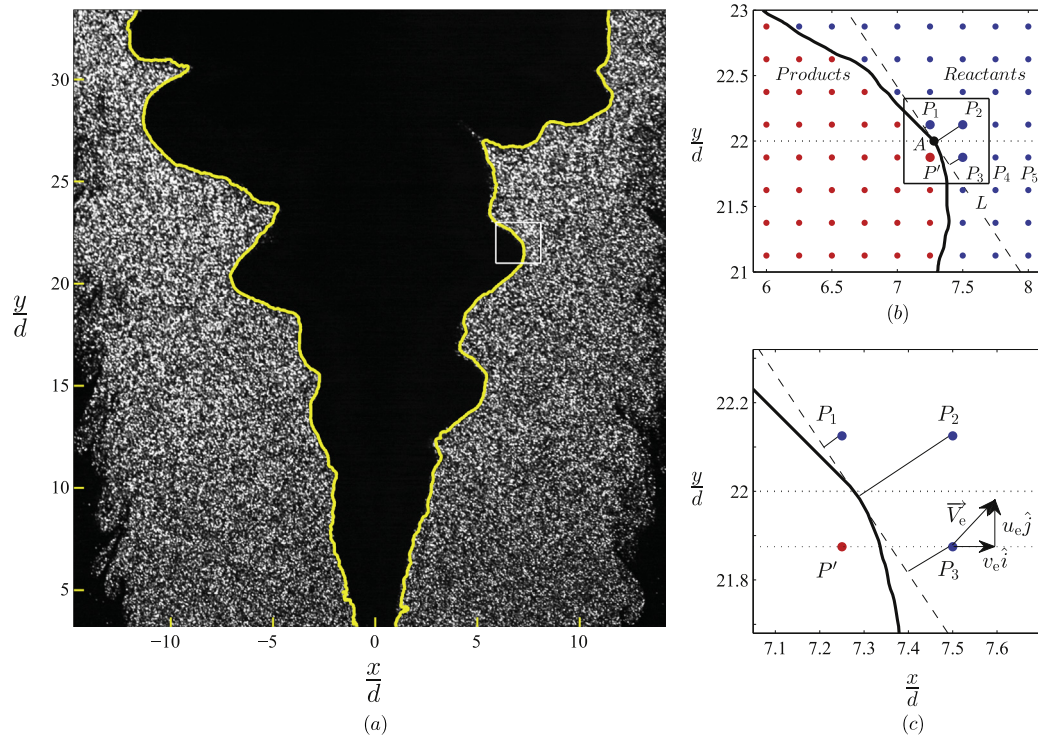 30
25
20
15
10
5
y
d
−10
−5
0
5
10
x
d
(a)
23
22.5
22
21.5
21
y
d
Products
Reactants
P₁
P₂
A
P′
P₃
P₄
P₅
L
6
6.5
7
7.5
8
(b)
22.2
22
21.8
y
d
P₁
P₂
V⃗ₑ
uₑĵ
vₑî
P′
P₃
7.1
7.2
7.3
7.4
7.5
7.6
x
d
(c)